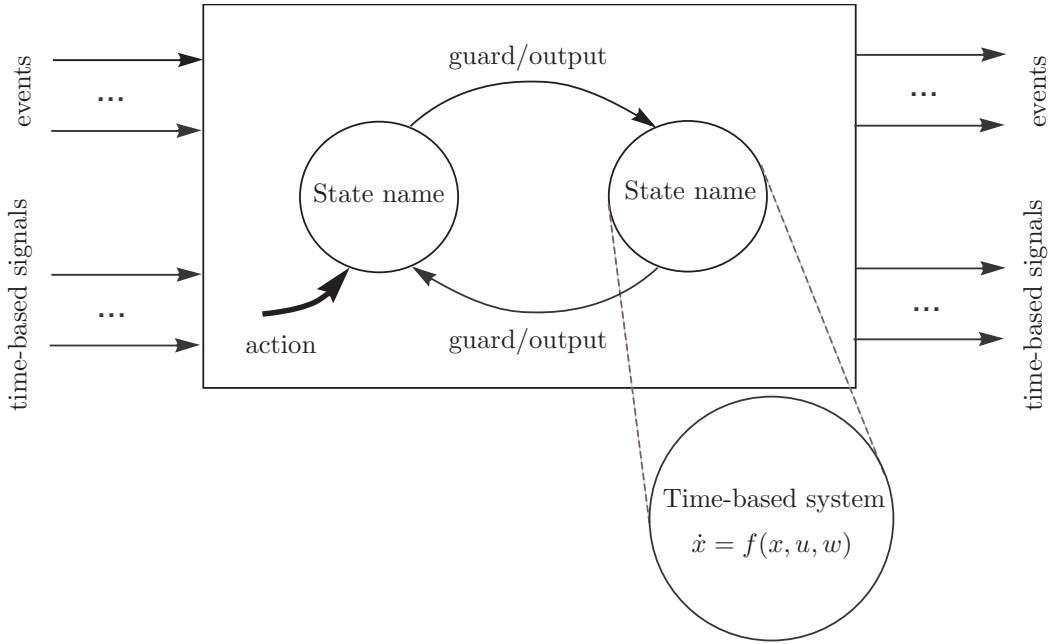 guard/output
events
...
...
events
State name
State name
time-based signals
...
...
time-based signals
action
guard/output
Time-based system
ẋ = f(x, u, w)